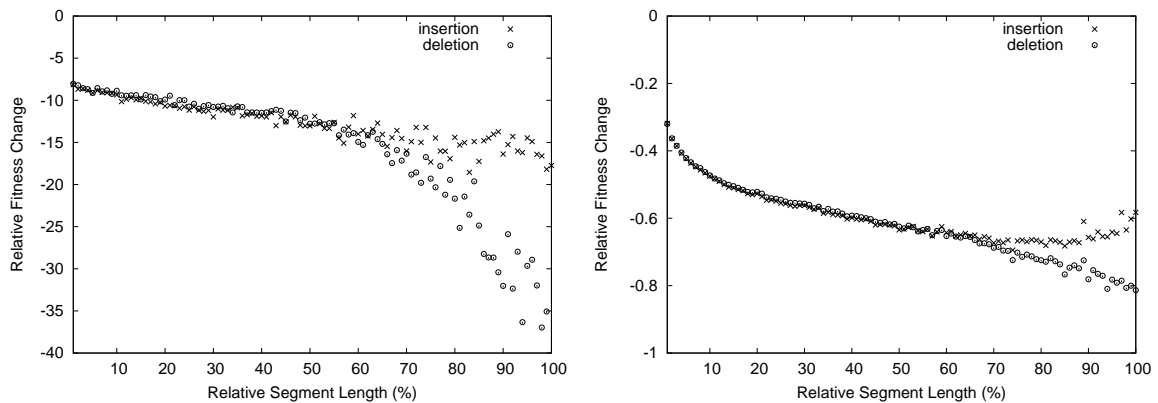 0
-5
-10
-15
-20
-25
-30
-35
-40
Relative Fitness Change
insertion
deletion
10 20 30 40 50 60 70 80 90 100
Relative Segment Length (%)
0
-0.2
-0.4
-0.6
-0.8
-1
Relative Fitness Change
insertion
deletion
10 20 30 40 50 60 70 80 90 100
Relative Segment Length (%)